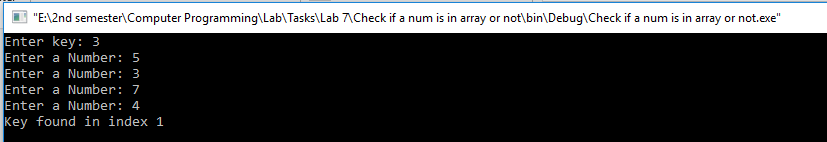 "E:\2nd semester\Computer Programming\Lab\Tasks\Lab 7\Check if a num is in array or not\bin\Debug\Check if a num is in array or not.exe"
Enter key: 3
Enter a Number: 5
Enter a Number: 3
Enter a Number: 7
Enter a Number: 4
Key found in index 1